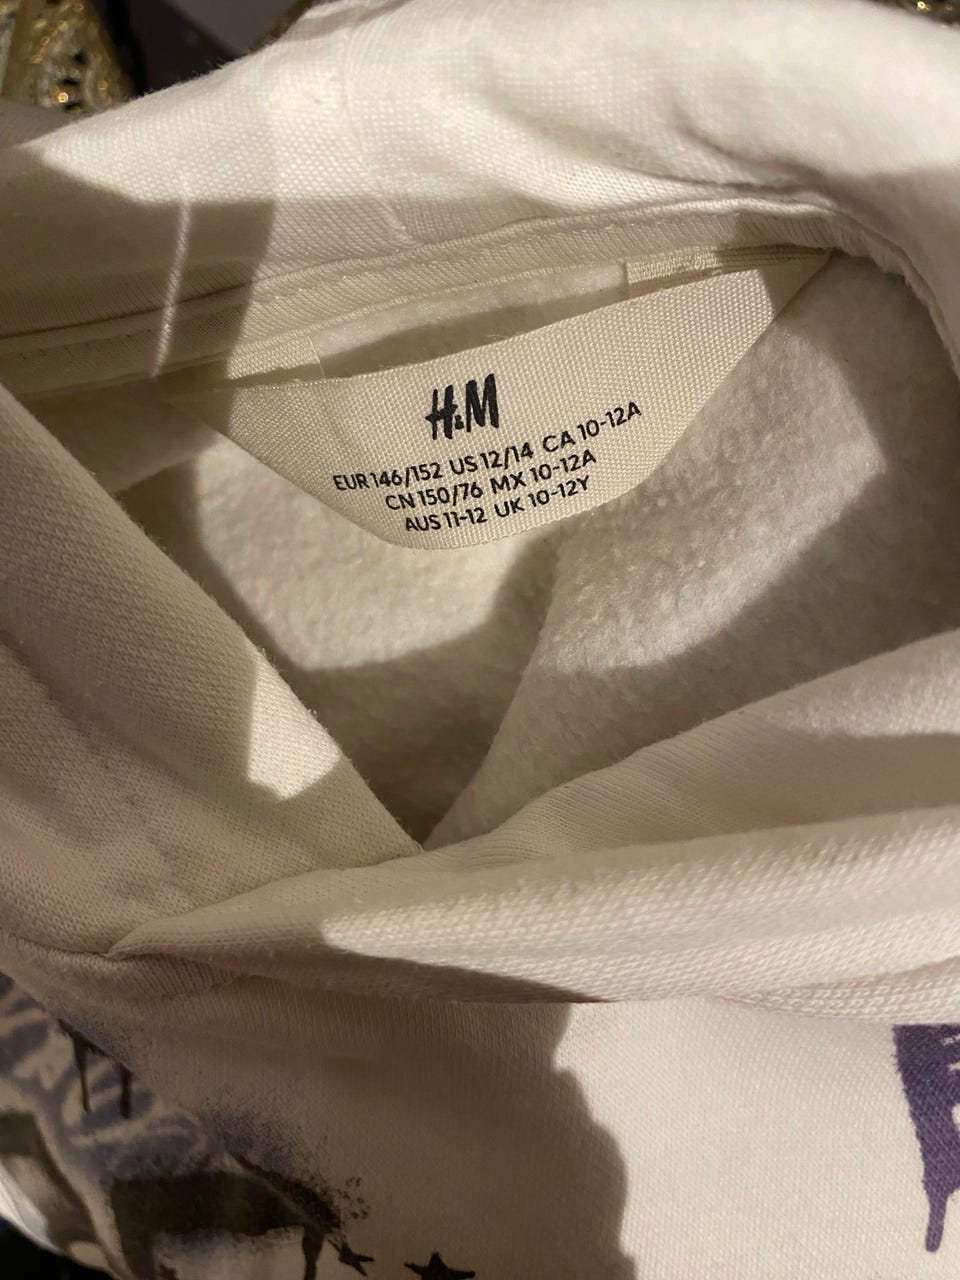 H&M
EUR 146/152 US 12/14 CA 10-12A
CN 150/76 MX 10-12A
AUS 11-12 UK 10-12Y